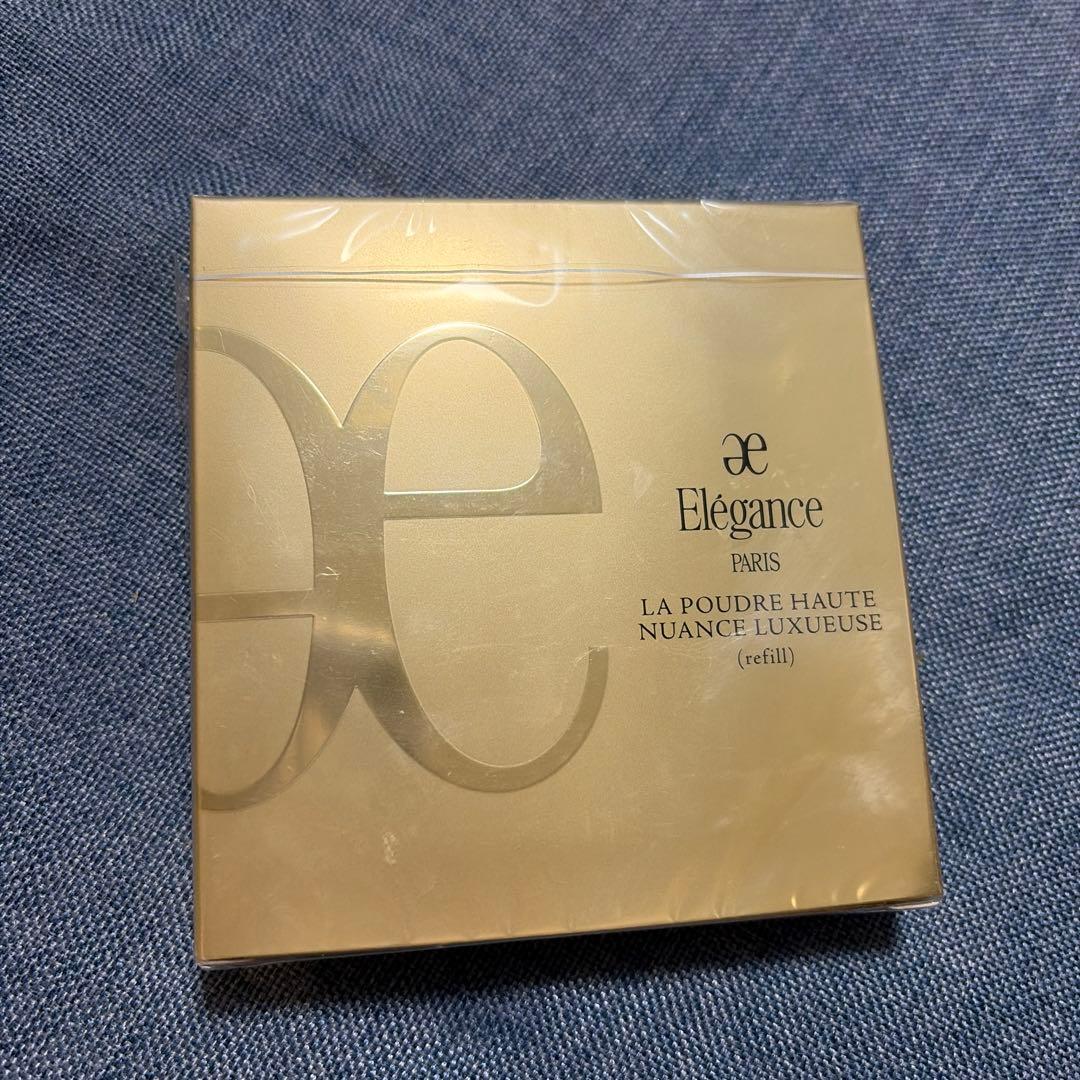 Elégance
PARIS
LA POUDRE HAUTE
NUANCE LUXUEUSE
(refill)